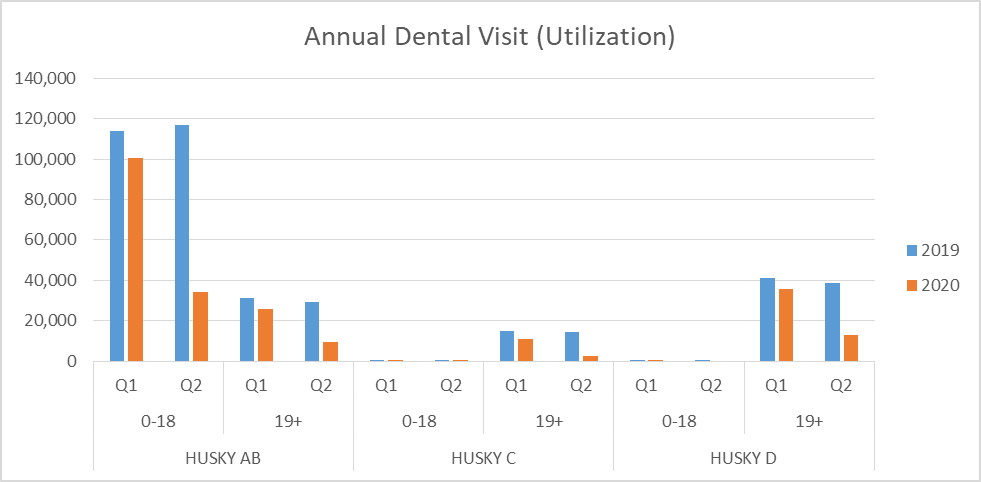 Annual Dental Visit (Utilization)
140,000
120,000
100,000
80,000
60,000
40,000
20,000
0
Q1 Q2 Q1 Q2 Q1 Q2 Q1 Q2 Q1 Q2 Q1 Q2
0-18 19+ 0-18 19+ 0-18 19+
HUSKY AB HUSKY C HUSKY D
2019
2020